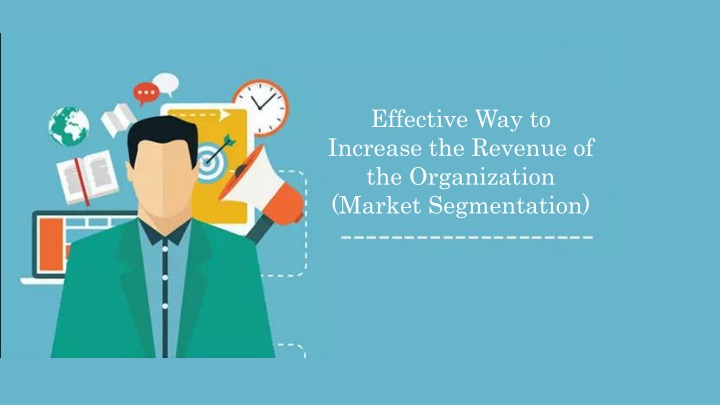 Effective Way to
Increase the Revenue of
the Organization
(Market Segmentation)